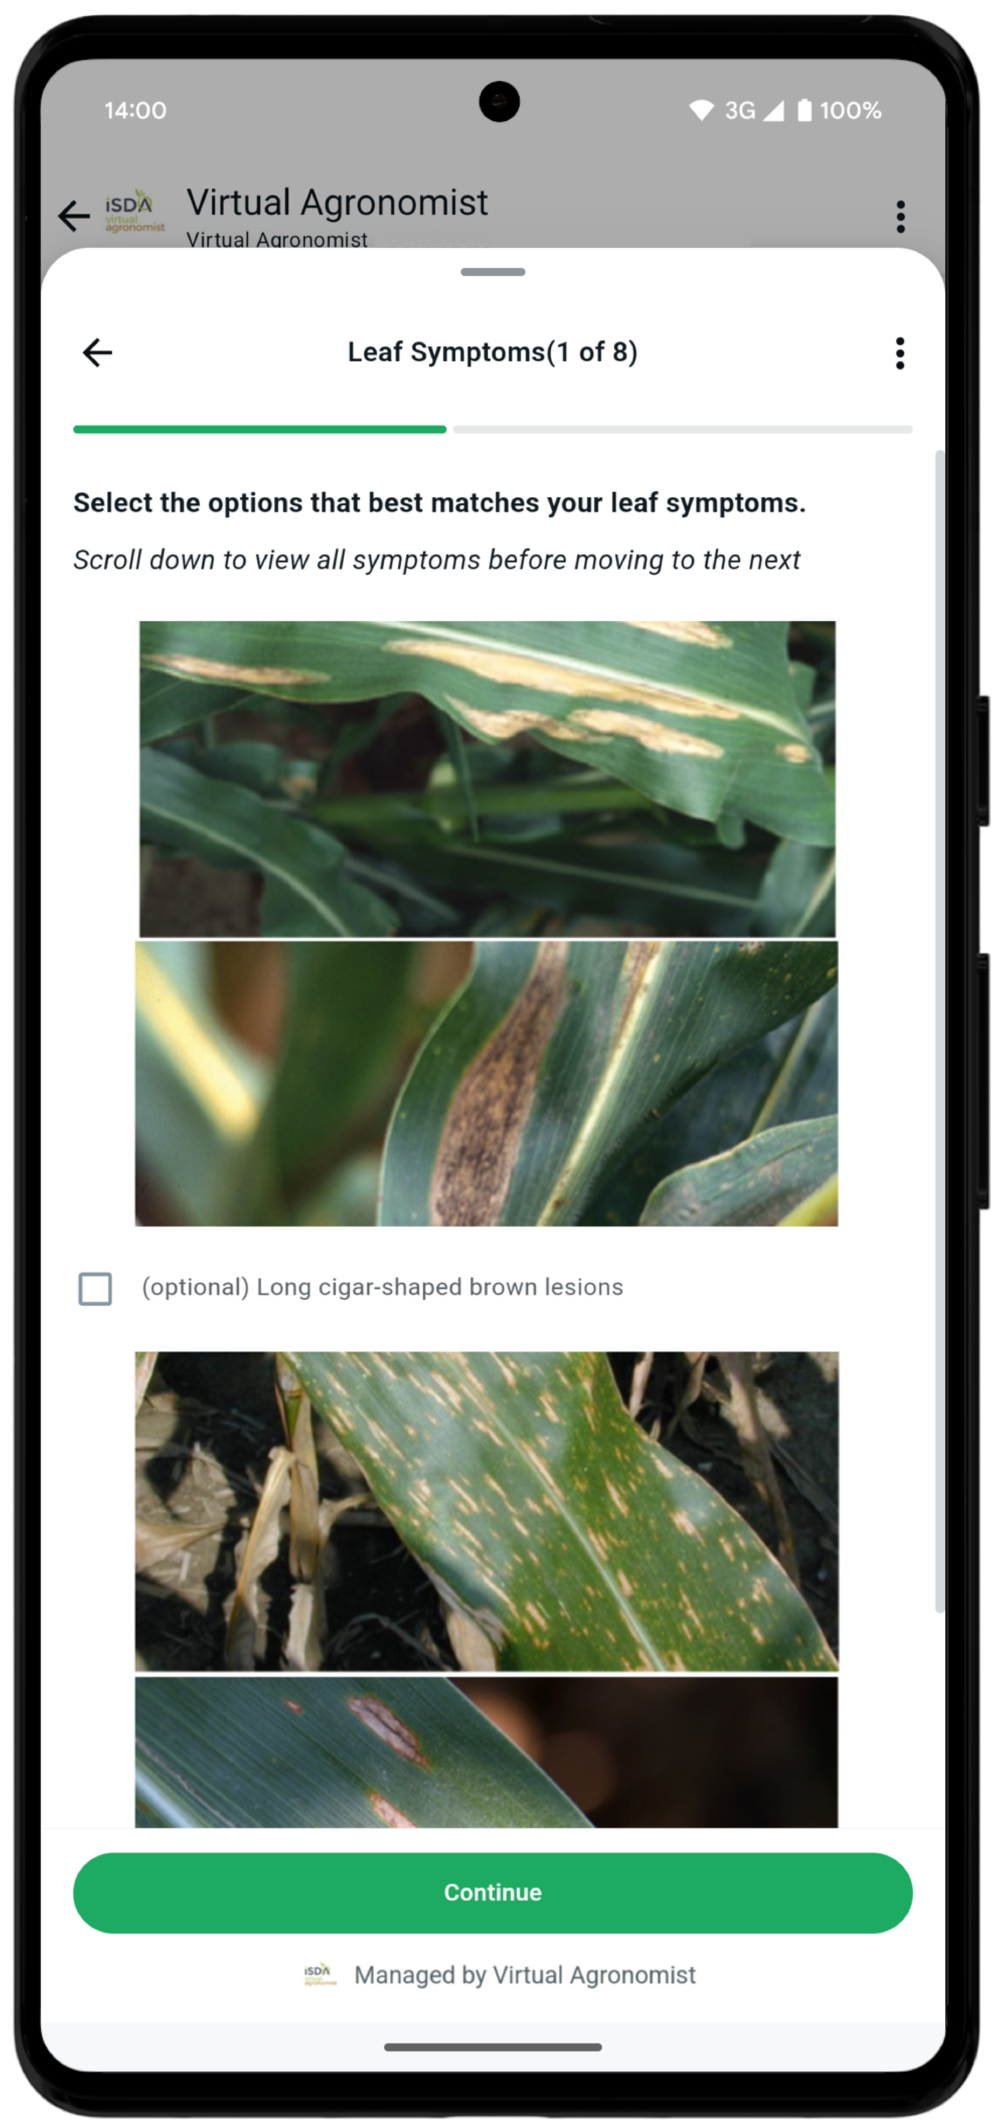 14:00
3G
100%
iSDA
virtual
agronomist
Virtual Agronomist
Virtual Agronomist
Leaf Symptoms(1 of 8)
Select the options that best matches your leaf symptoms.
Scroll down to view all symptoms before moving to the next
(optional) Long cigar-shaped brown lesions
Continue
iSDA
virtual
agronomist
Managed by Virtual Agronomist